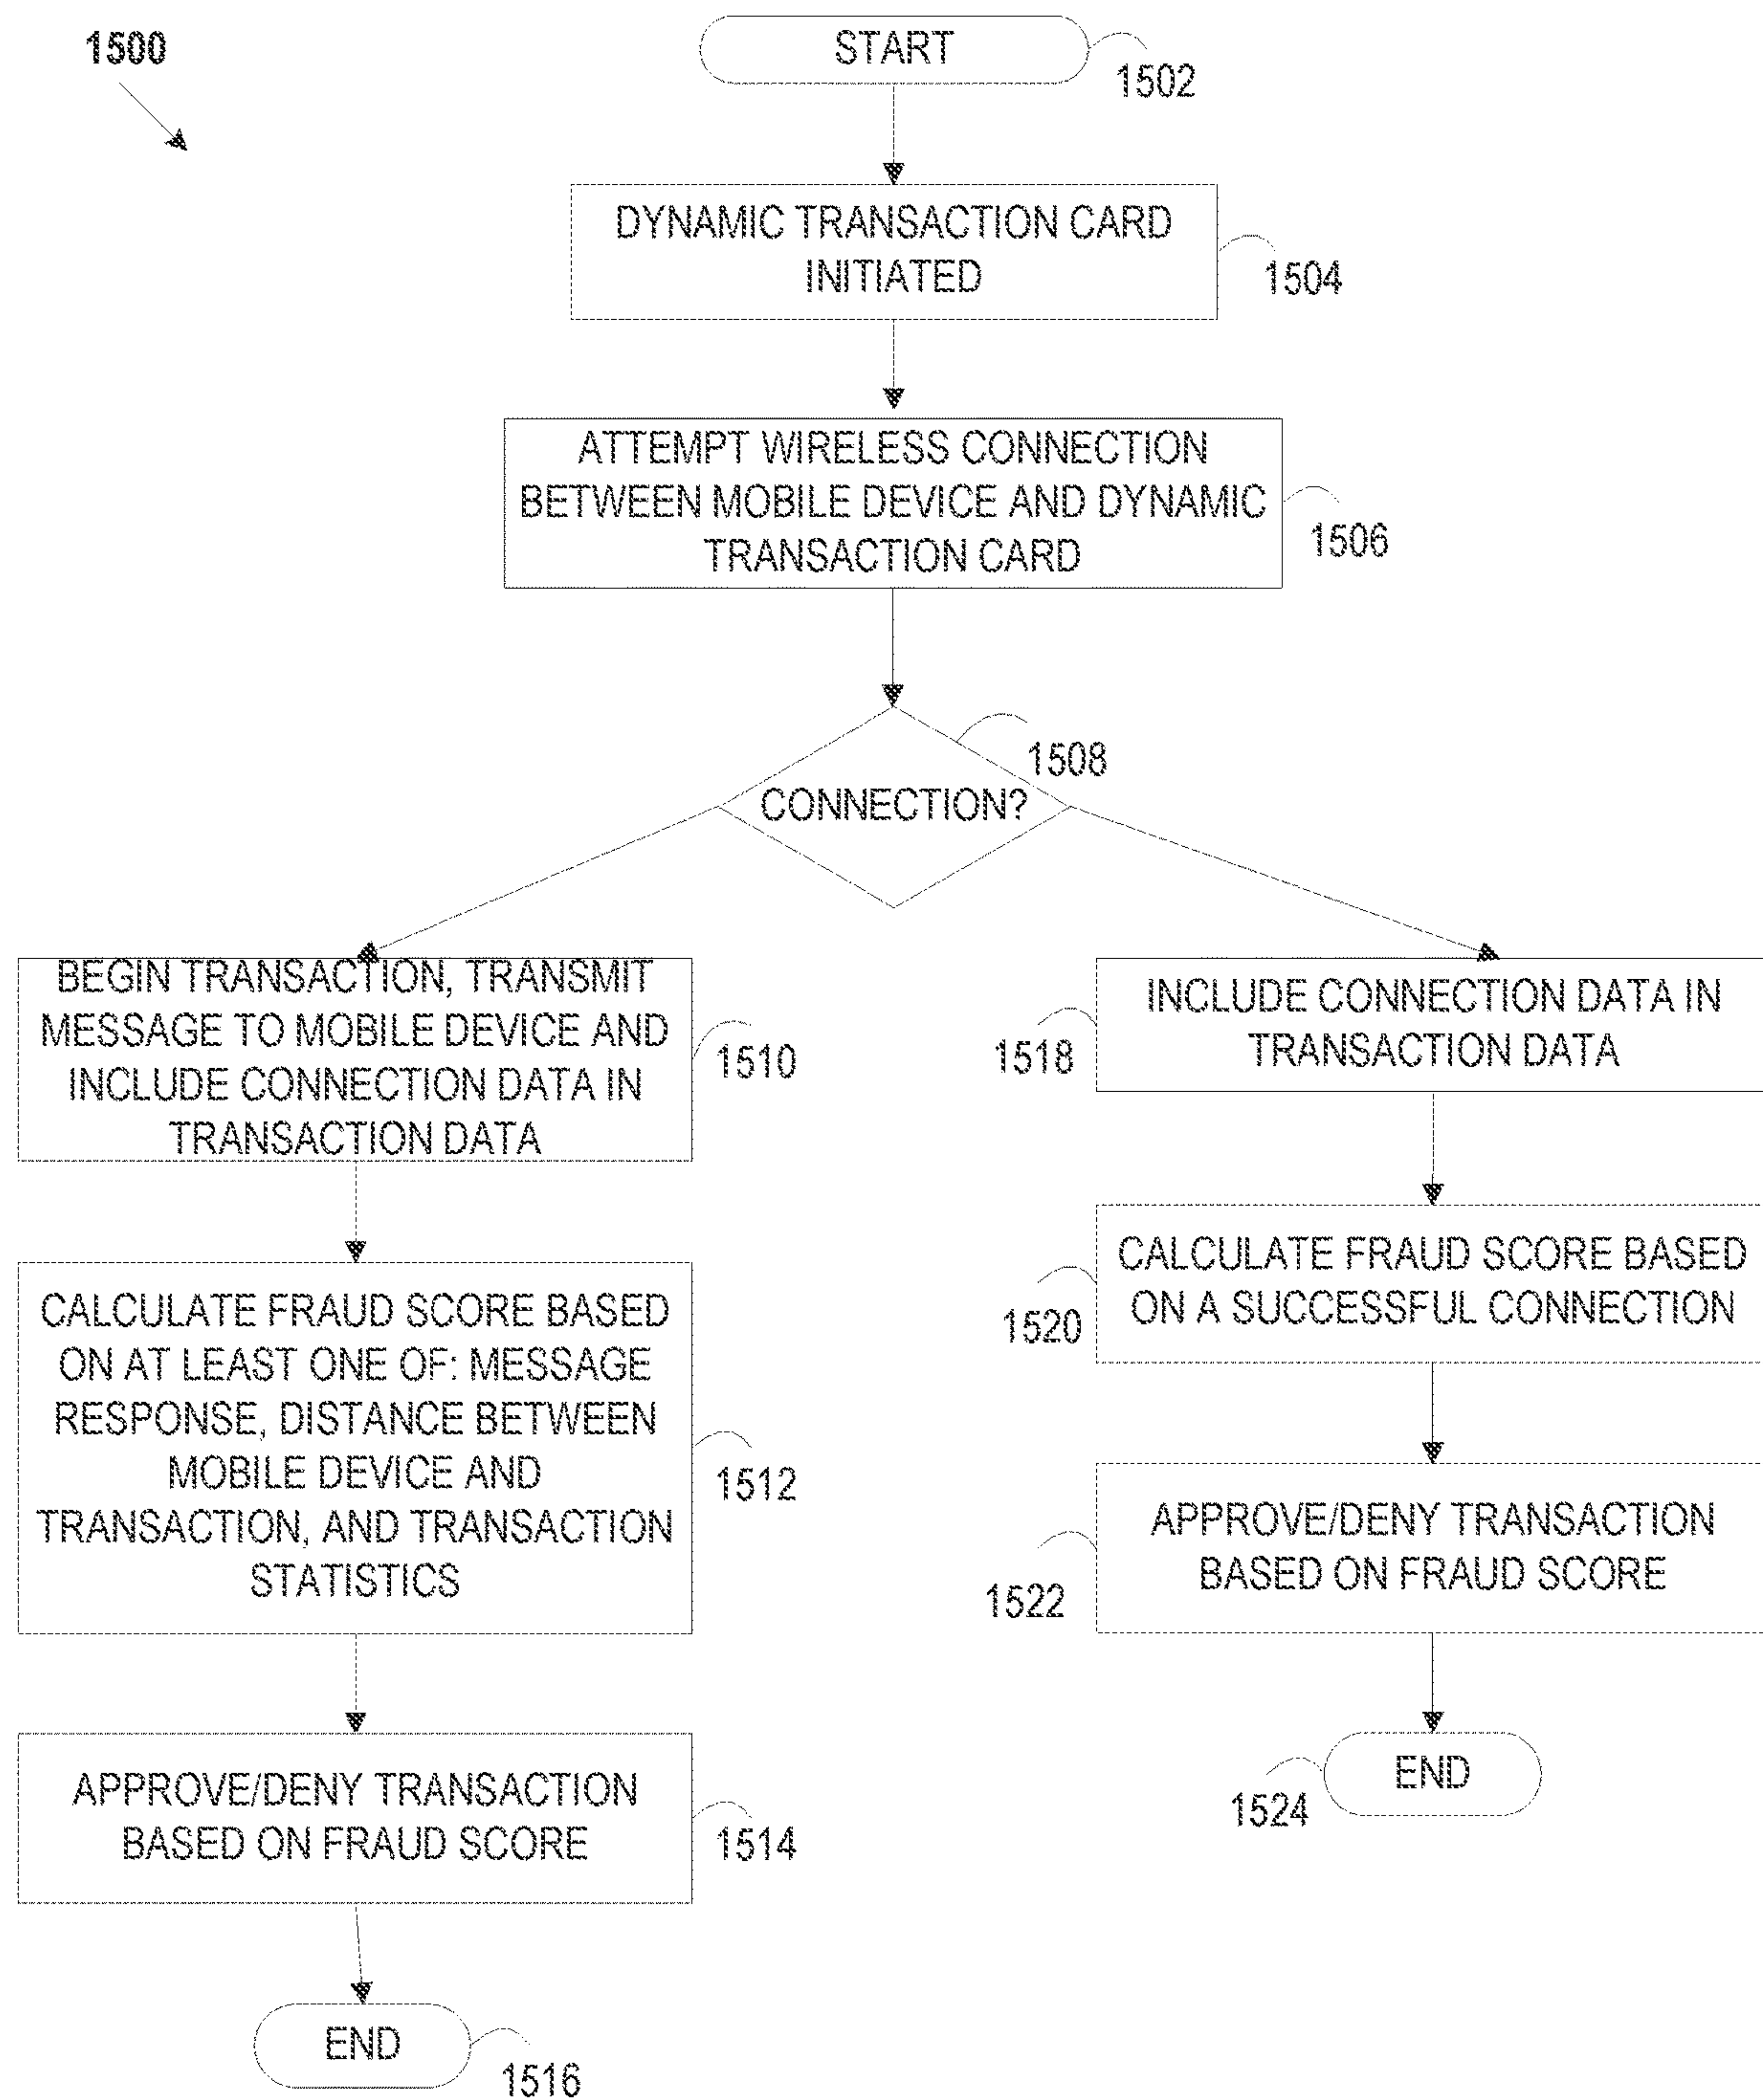 1500
START
1502
DYNAMIC TRANSACTION CARD
INITIATED
1504
ATTEMPT WIRELESS CONNECTION
BETWEEN MOBILE DEVICE AND DYNAMIC
TRANSACTION CARD
1506
1508
CONNECTION?
BEGIN TRANSACTION, TRANSMIT
MESSAGE TO MOBILE DEVICE AND
INCLUDE CONNECTION DATA IN
TRANSACTION DATA
1510
CALCULATE FRAUD SCORE BASED
ON AT LEAST ONE OF: MESSAGE
RESPONSE, DISTANCE BETWEEN
MOBILE DEVICE AND
TRANSACTION, AND TRANSACTION
STATISTICS
1512
APPROVE/DENY TRANSACTION
BASED ON FRAUD SCORE
1514
END
1516
INCLUDE CONNECTION DATA IN
TRANSACTION DATA
1518
CALCULATE FRAUD SCORE BASED
ON A SUCCESSFUL CONNECTION
1520
APPROVE/DENY TRANSACTION
BASED ON FRAUD SCORE
1522
END
1524